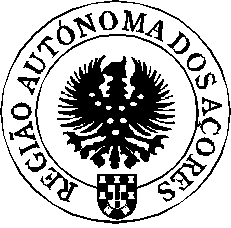 REGIÃO AUTÓNOMA DOS AÇORES